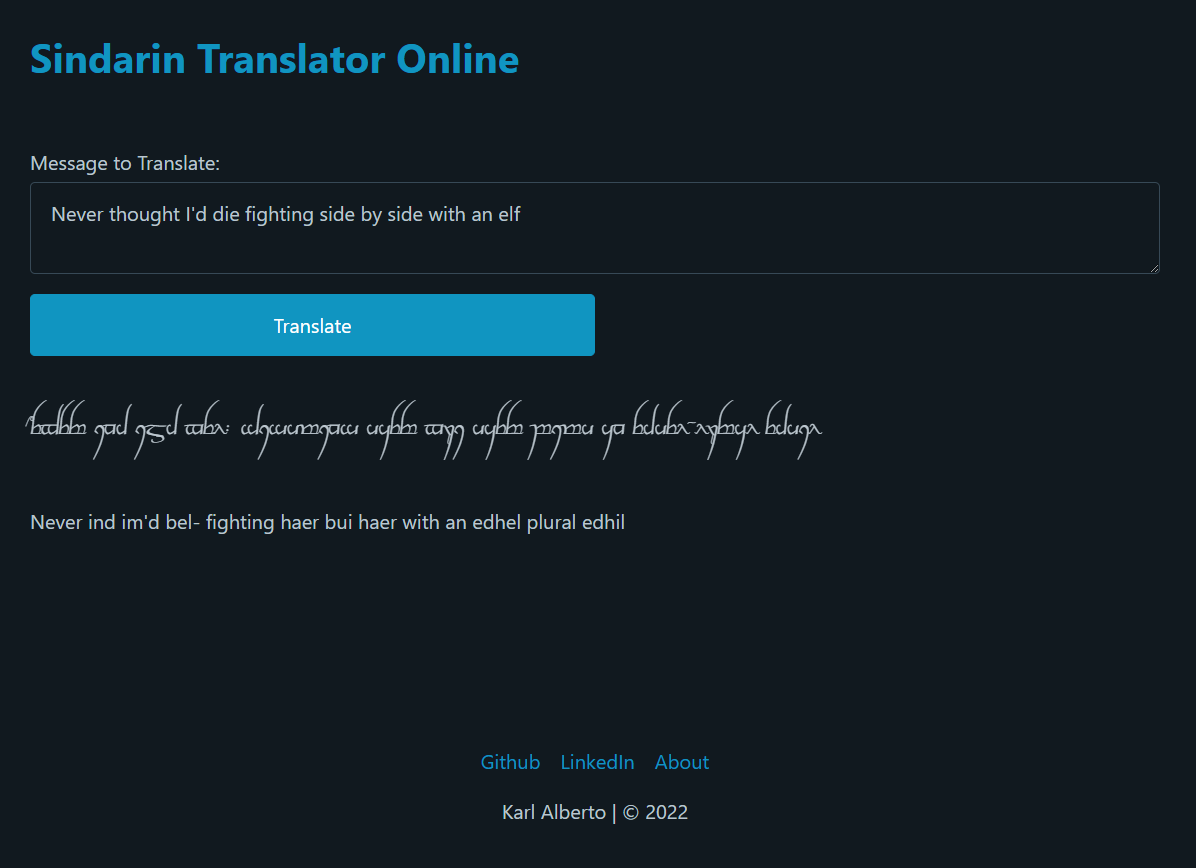 Sindarin Translator Online
Message to Translate:
Never thought I'd die fighting side by side with an elf
Translate
Never ind im'd bel- fighting haer bui haer with an edhel plural edhil
Github LinkedIn About
Karl Alberto | © 2022